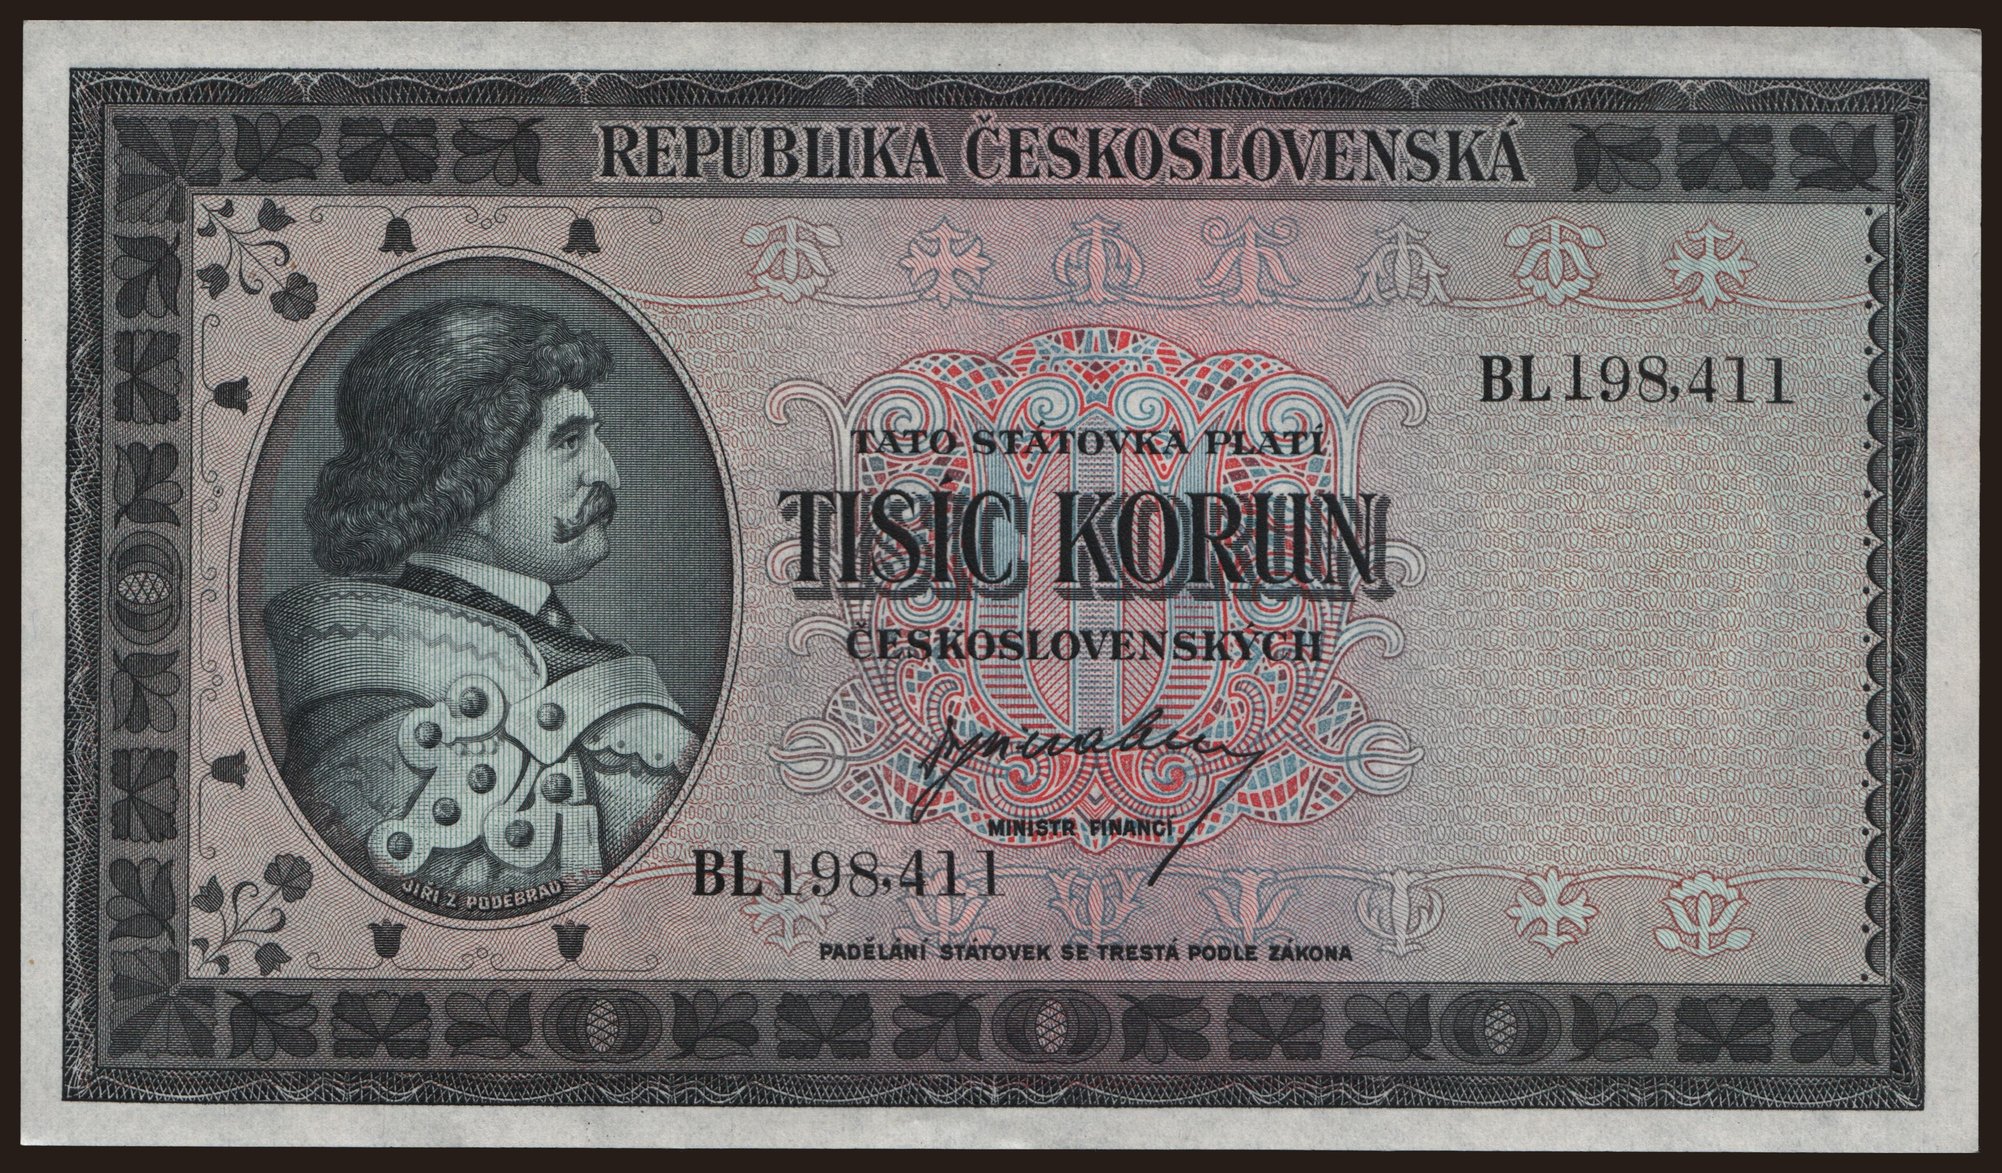 REPUBLIKA ČESKOSLOVENSKÁ
BL198,411
TATO STÁTOVKA PLATÍ
TISÍC KORUN
ČESKOSLOVENSKÝCH
MINISTR FINANCÍ
BL198,411
JIŘÍ Z PODĚBRAD
PADĚLÁNÍ STÁTOVEK SE TRESTÁ PODLE ZÁKONA